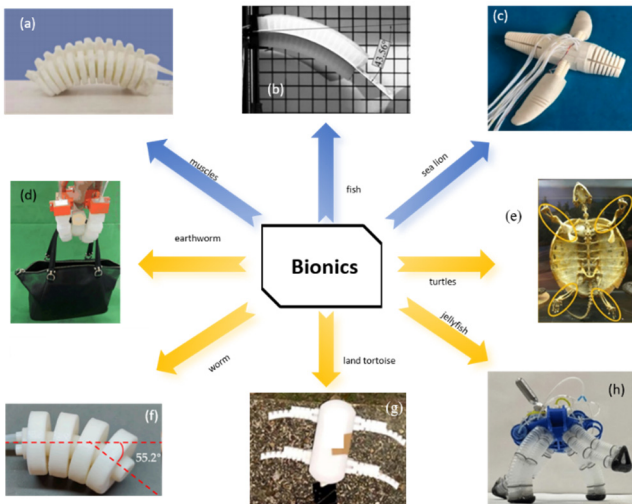 (a)
(b)
43.56°
(c)
muscles
fish
sea lion
(d)
earthworm
Bionics
turtles
(e)
worm
land tortoise
jellyfish
(f)
55.2°
(g)
(h)